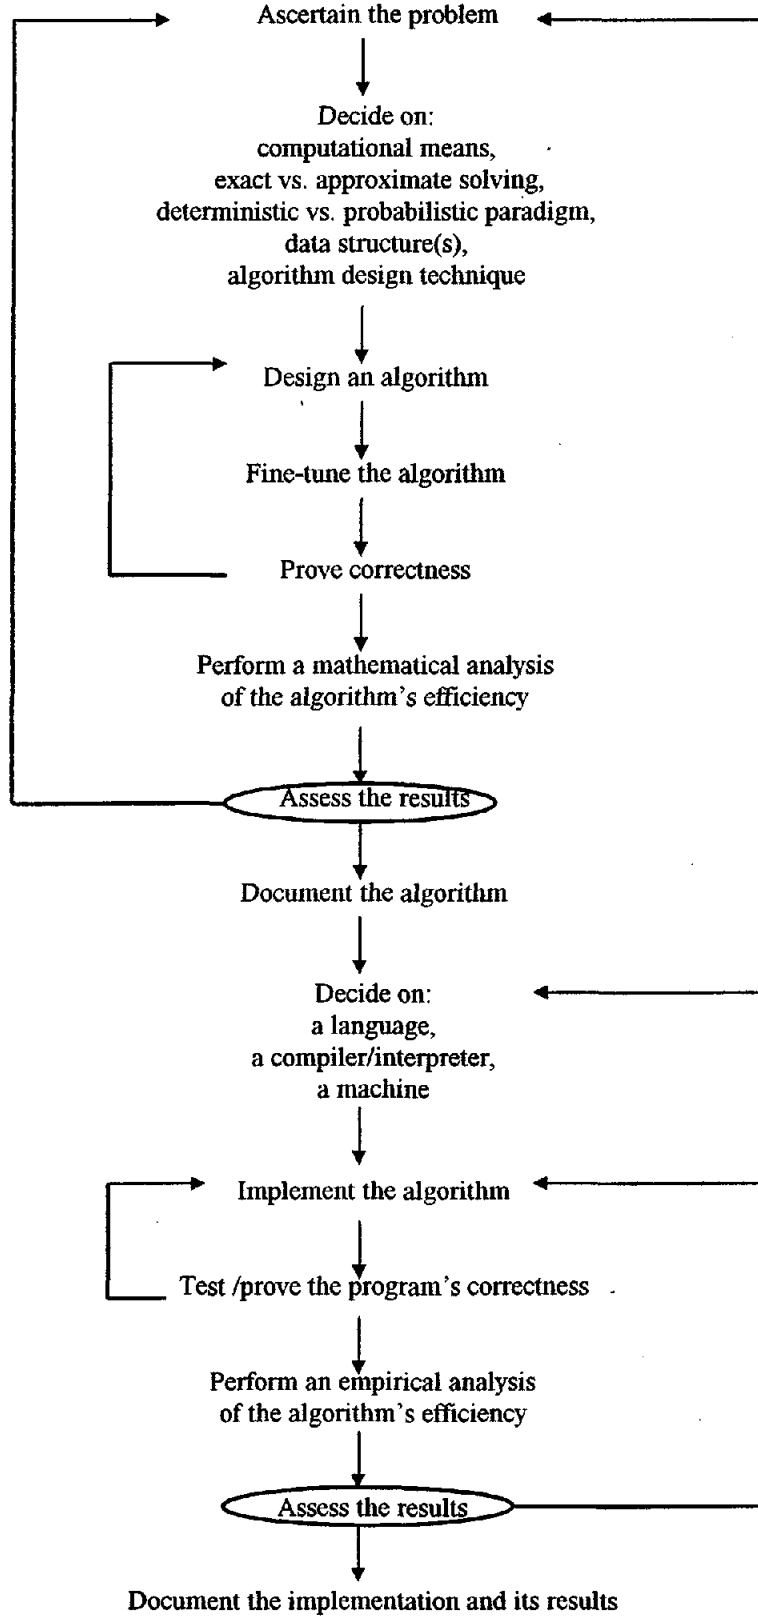 Ascertain the problem
Decide on:
computational means,
exact vs. approximate solving,
deterministic vs. probabilistic paradigm,
data structure(s),
algorithm design technique
Design an algorithm
Fine-tune the algorithm
Prove correctness
Perform a mathematical analysis
of the algorithm's efficiency
Assess the results
Document the algorithm
Decide on:
a language,
a compiler/interpreter,
a machine
Implement the algorithm
Test /prove the program's correctness
Perform an empirical analysis
of the algorithm's efficiency
Assess the results
Document the implementation and its results